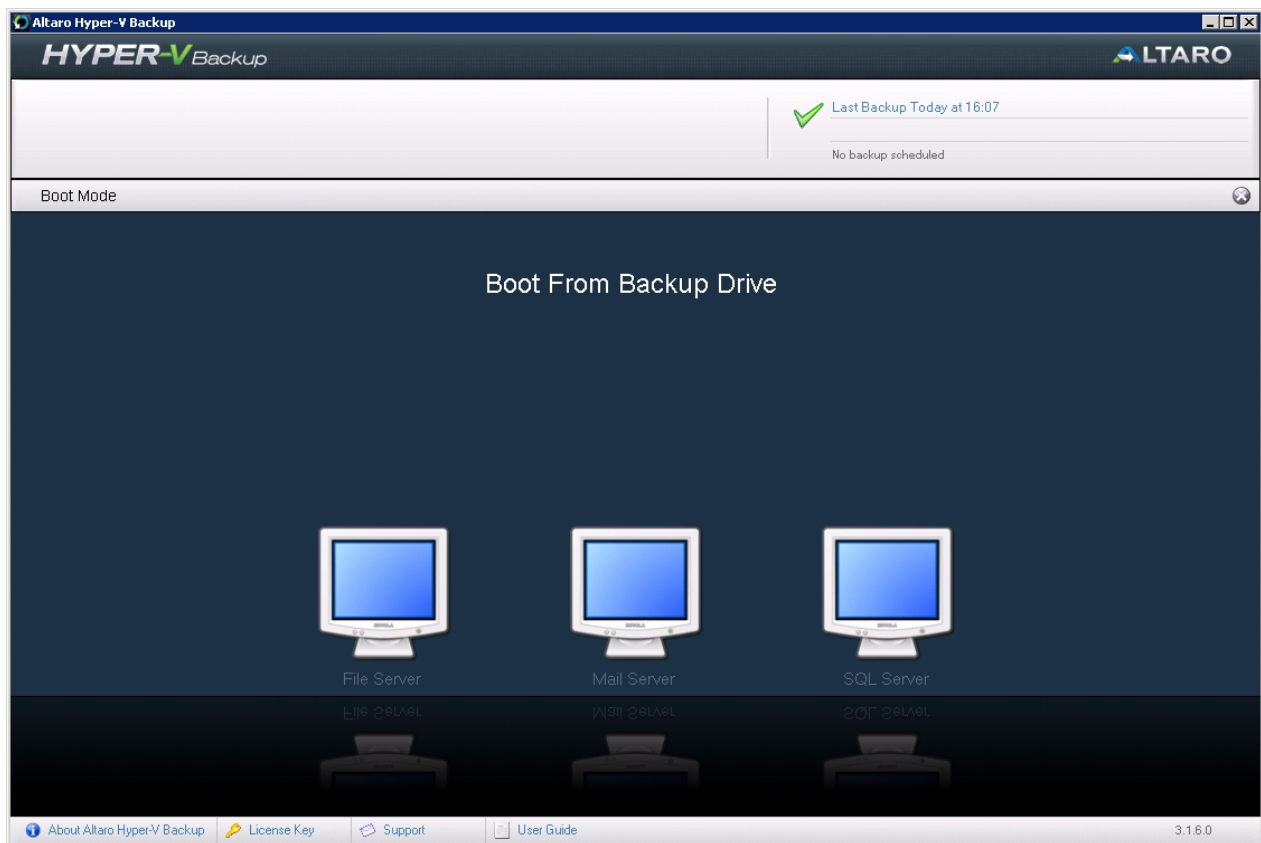 Altaro Hyper-V Backup
HYPER-V Backup
ALTARO
Last Backup Today at 16:07
No backup scheduled
Boot Mode
Boot From Backup Drive
File Server
Mail Server
SQL Server
About Altaro Hyper-V Backup
License Key
Support
User Guide
3.1.6.0